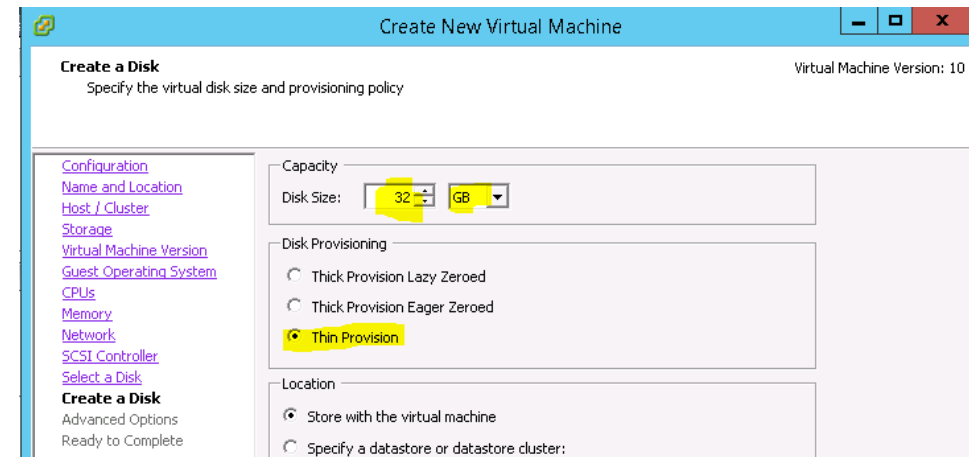 Create New Virtual Machine
Create a Disk
Virtual Machine Version: 10
Specify the virtual disk size and provisioning policy
Configuration
Name and Location
Host / Cluster
Storage
Virtual Machine Version
Guest Operating System
CPUs
Memory
Network
SCSI Controller
Select a Disk
Create a Disk
Advanced Options
Ready to Complete
Capacity
Disk Size: 32 GB
Disk Provisioning
Thick Provision Lazy Zeroed
Thick Provision Eager Zeroed
Thin Provision
Location
Store with the virtual machine
Specify a datastore or datastore cluster: